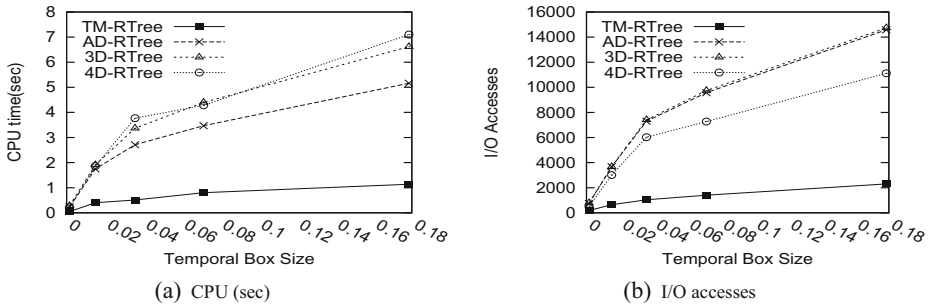 8
7
6
5
4
3
2
1
0
CPU time(sec)
TM-RTree
AD-RTree
3D-RTree
4D-RTree
0 0.02 0.04 0.06 0.08 0.1 0.12 0.14 0.16 0.18
Temporal Box Size
(a) CPU (sec)
16000
14000
12000
10000
8000
6000
4000
2000
0
I/O Accesses
TM-RTree
AD-RTree
3D-RTree
4D-RTree
0 0.02 0.04 0.06 0.08 0.1 0.12 0.14 0.16 0.18
Temporal Box Size
(b) I/O accesses